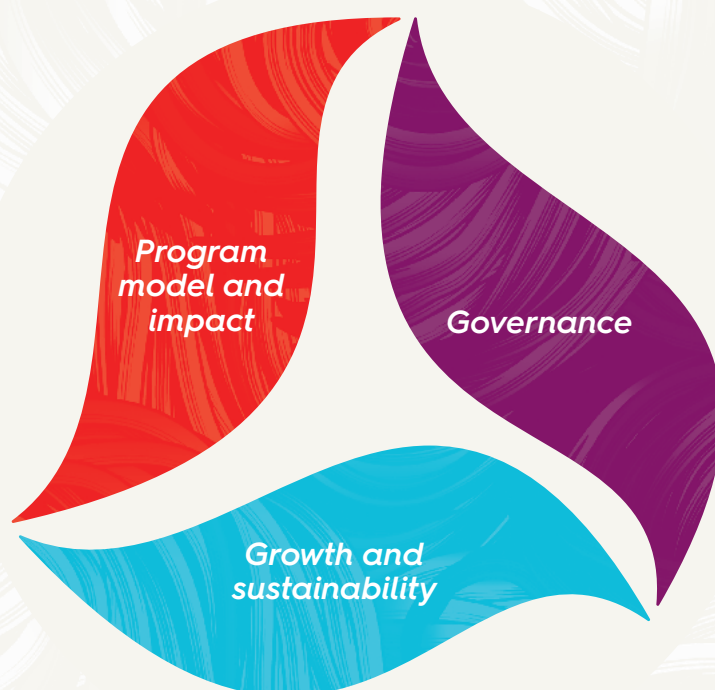 Program
model and
impact
Governance
Growth and
sustainability